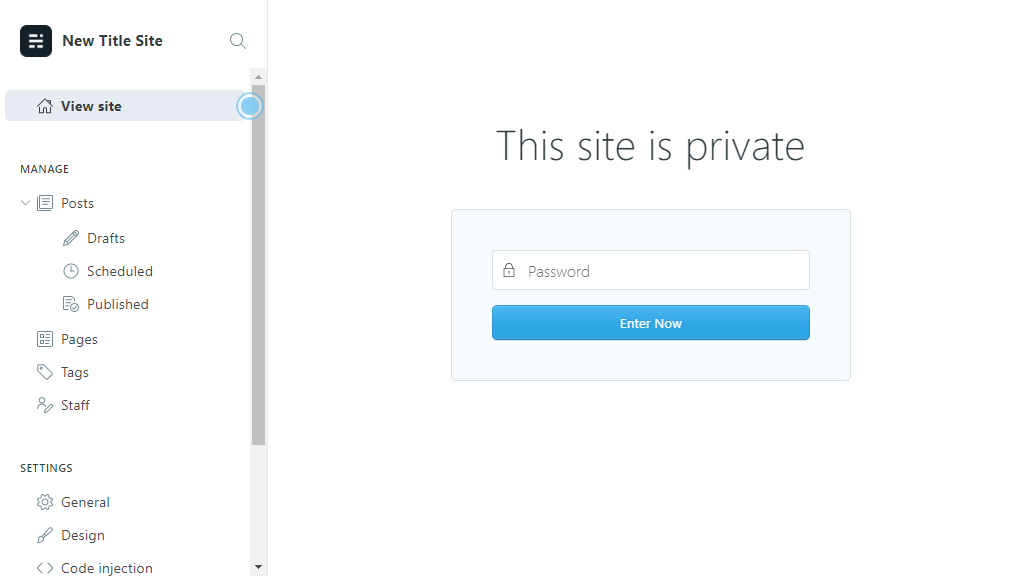 New Title Site
View site
MANAGE
Posts
Drafts
Scheduled
Published
Pages
Tags
Staff
SETTINGS
General
Design
Code injection
This site is private
Password
Enter Now